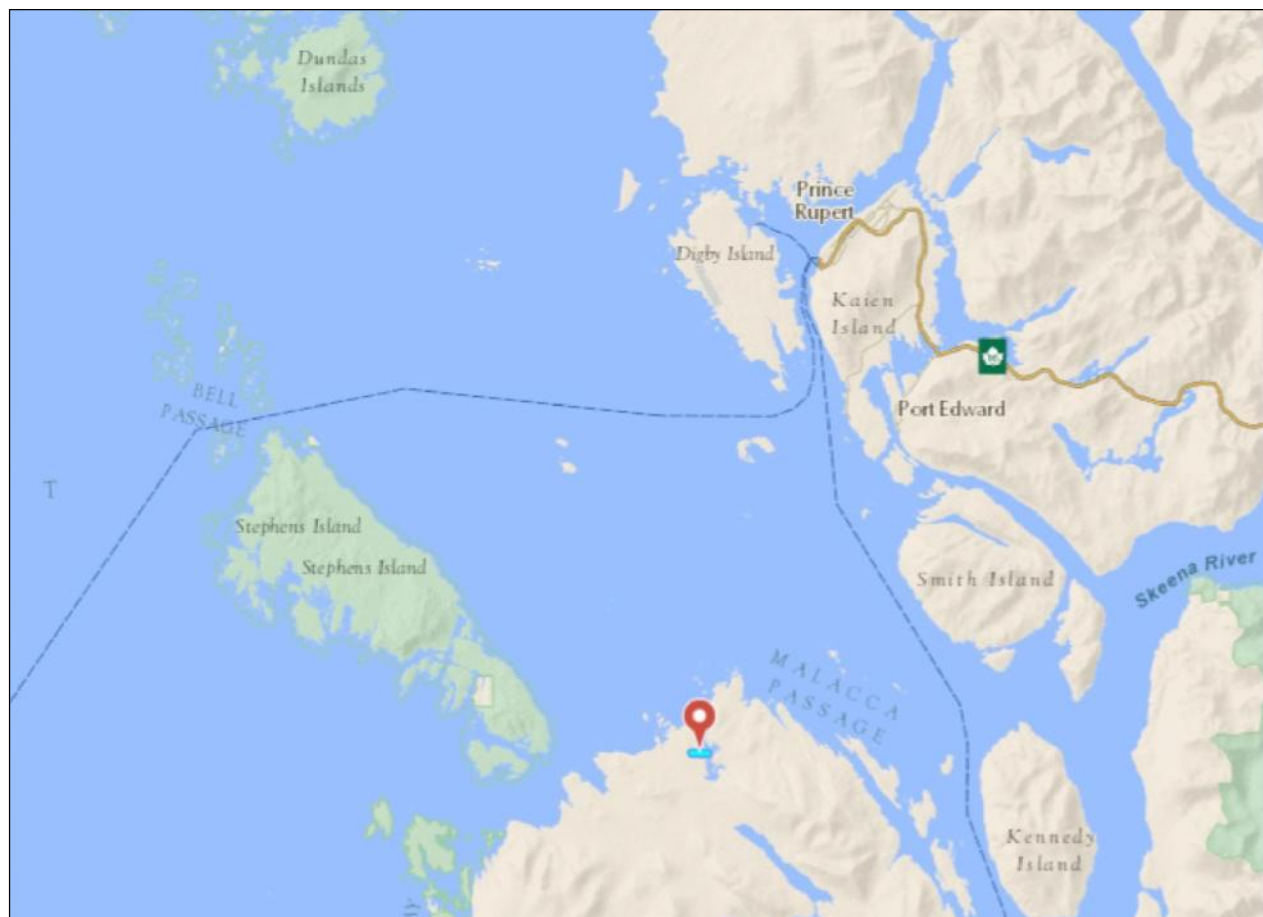 Dundas
Islands
Prince
Rupert
Digby Island
Kaien
Island
BELL
PASSAGE
Port Edward
T
Stephens Island
Stephens Island
Smith Island
Skeena River
MALACCA
PASSAGE
Kennedy
Island